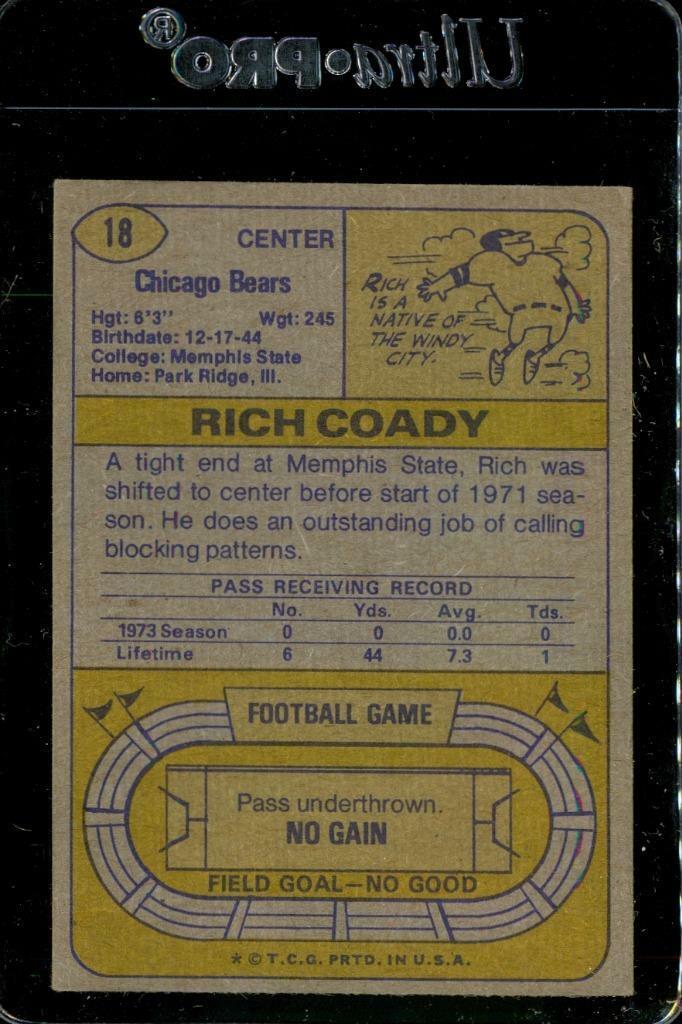 Ultra•PRO®
18
CENTER
Chicago Bears
Hgt: 6'3'' Wgt: 245
Birthdate: 12-17-44
College: Memphis State
Home: Park Ridge, Ill.
RICH
IS A
NATIVE OF
THE WINDY
CITY.
RICH COADY
A tight end at Memphis State, Rich was
shifted to center before start of 1971 sea-
son. He does an outstanding job of calling
blocking patterns.
PASS RECEIVING RECORD
No. Yds. Avg. Tds.
1973 Season 0 0 0.0 0
Lifetime 6 44 7.3 1
FOOTBALL GAME
Pass underthrown.
NO GAIN
FIELD GOAL—NO GOOD
* © T.C.G. PRTD. IN U.S.A.